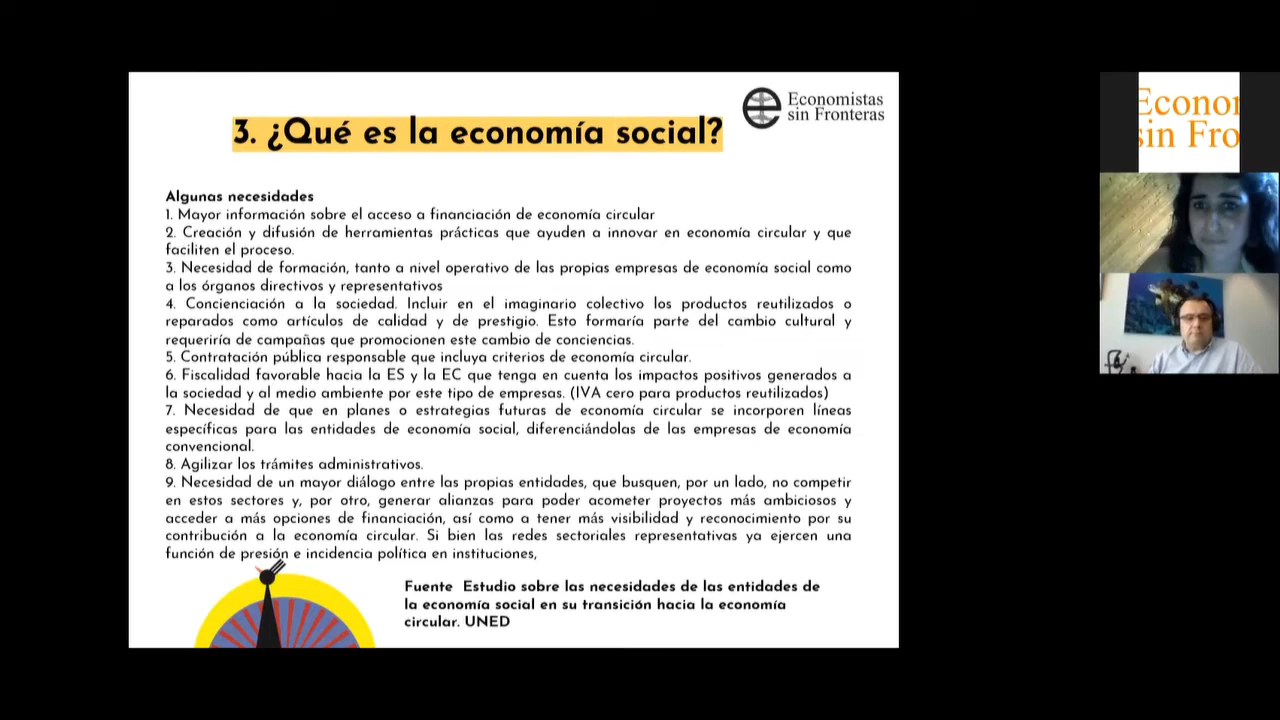 Economistas
sin Fronteras
3. ¿Qué es la economía social?
Algunas necesidades
1. Mayor información sobre el acceso a financiación de economía circular
2. Creación y difusión de herramientas prácticas que ayuden a innovar en economía circular y que
faciliten el proceso.
3. Necesidad de formación, tanto a nivel operativo de las propias empresas de economía social como
a los órganos directivos y representativos
4. Concienciación a la sociedad. Incluir en el imaginario colectivo los productos reutilizados o
reparados como artículos de calidad y de prestigio. Esto formaría parte del cambio cultural y
requeriría de campañas que promocionen este cambio de conciencias.
5. Contratación pública responsable que incluya criterios de economía circular.
6. Fiscalidad favorable hacia la ES y la EC que tenga en cuenta los impactos positivos generados a
la sociedad y al medio ambiente por este tipo de empresas. (IVA cero para productos reutilizados)
7. Necesidad de que en planes o estrategias futuras de economía circular se incorporen líneas
específicas para las entidades de economía social, diferenciándolas de las empresas de economía
convencional.
8. Agilizar los trámites administrativos.
9. Necesidad de un mayor diálogo entre las propias entidades, que busquen, por un lado, no competir
en estos sectores y, por otro, generar alianzas para poder acometer proyectos más ambiciosos y
acceder a más opciones de financiación, así como a tener más visibilidad y reconocimiento por su
contribución a la economía circular. Si bien las redes sectoriales representativas ya ejercen una
función de presión e incidencia política en instituciones,
Fuente Estudio sobre las necesidades de las entidades de
la economía social en su transición hacia la economía
circular. UNED
Econor
sin Fro